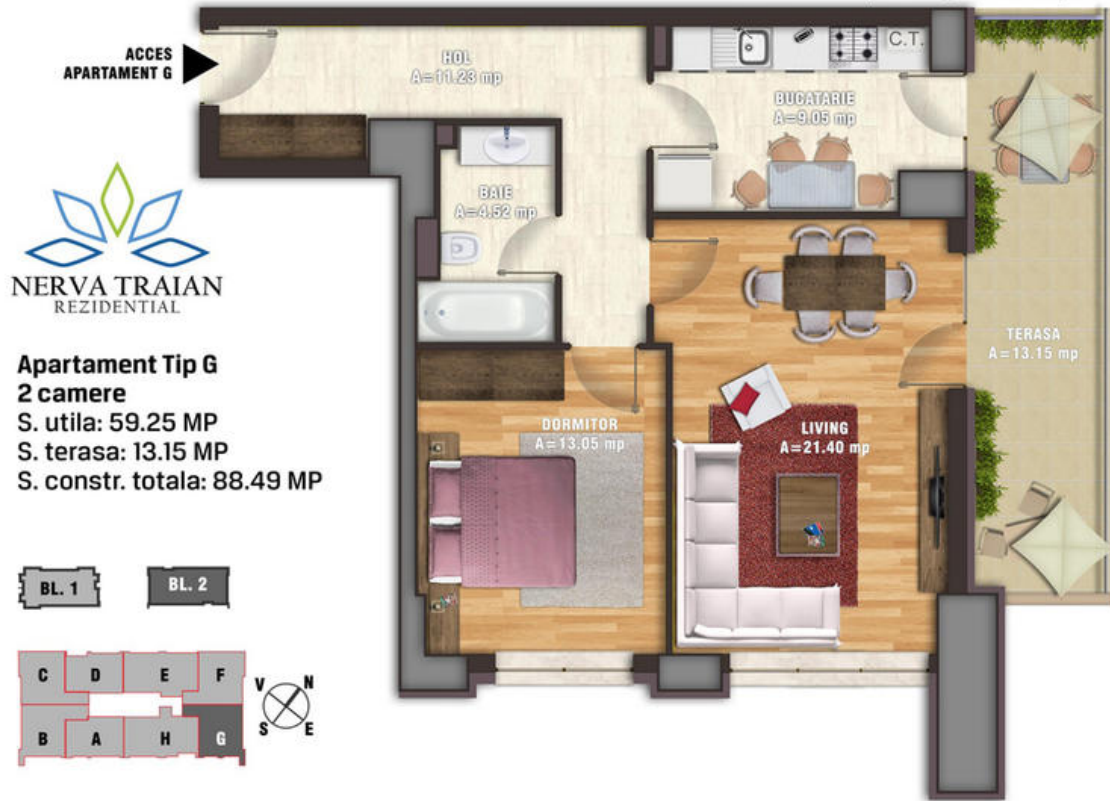 ACCES
APARTAMENT G
HOL
A=11.23 mp
C.T.
BUCATARIE
A=9.05 mp
BAIE
A=4.52 mp
NERVA TRAIAN
REZIDENTIAL
TERASA
A=13.15 mp
Apartament Tip G
2 camere
S. utila: 59.25 MP
S. terasa: 13.15 MP
S. constr. totala: 88.49 MP
DORMITOR
A=13.05 mp
LIVING
A=21.40 mp
BL. 1
BL. 2
C D E F
B A H G
V N
S E